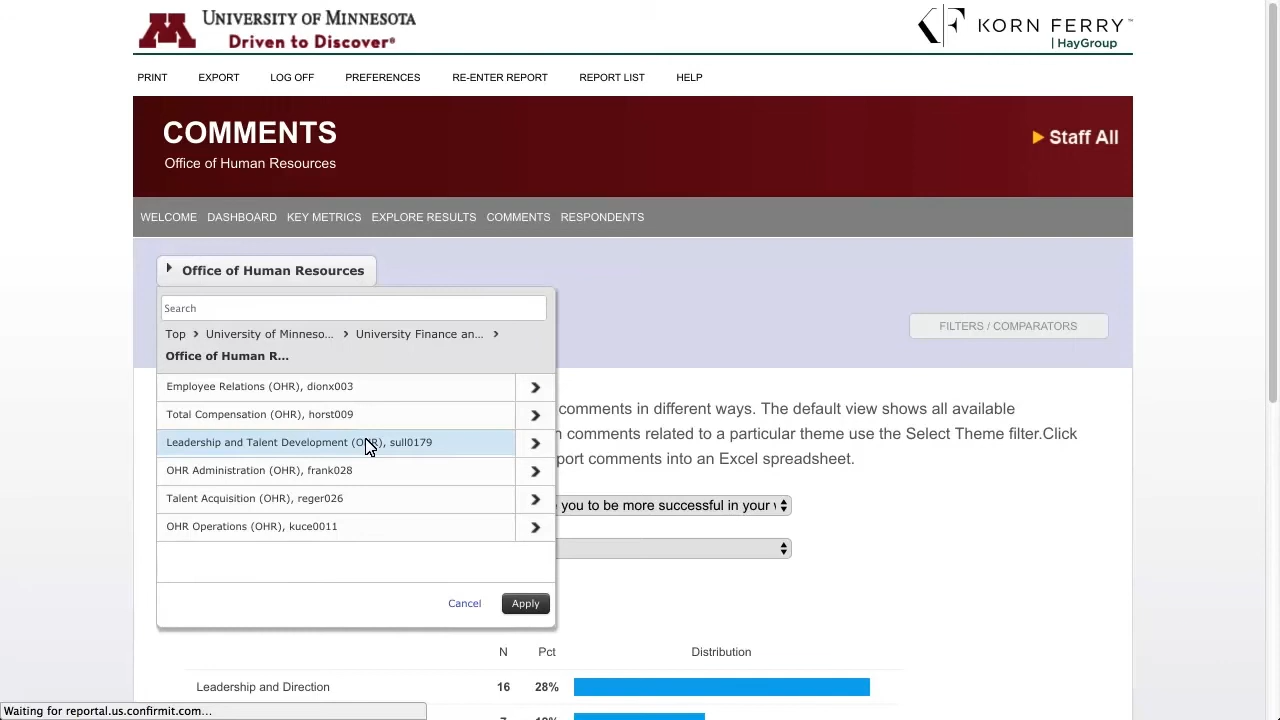 UNIVERSITY OF MINNESOTA
Driven to Discover®
KORN FERRY™
| HayGroup
PRINT EXPORT LOG OFF PREFERENCES RE-ENTER REPORT REPORT LIST HELP
COMMENTS
Office of Human Resources
Staff All
WELCOME DASHBOARD KEY METRICS EXPLORE RESULTS COMMENTS RESPONDENTS
Office of Human Resources
Search
Top > University of Minneso... > University Finance an... >
Office of Human R...
FILTERS / COMPARATORS
Employee Relations (OHR), dionx003
Total Compensation (OHR), horst009
Leadership and Talent Development (OHR), sull0179
OHR Administration (OHR), frank028
Talent Acquisition (OHR), reger026
OHR Operations (OHR), kuce0011
Cancel Apply
comments in different ways. The default view shows all available
comments related to a particular theme use the Select Theme filter.Click
port comments into an Excel spreadsheet.
you to be more successful in your
N Pct Distribution
Leadership and Direction 16 28%
Waiting for reportal.us.confirmit.com...